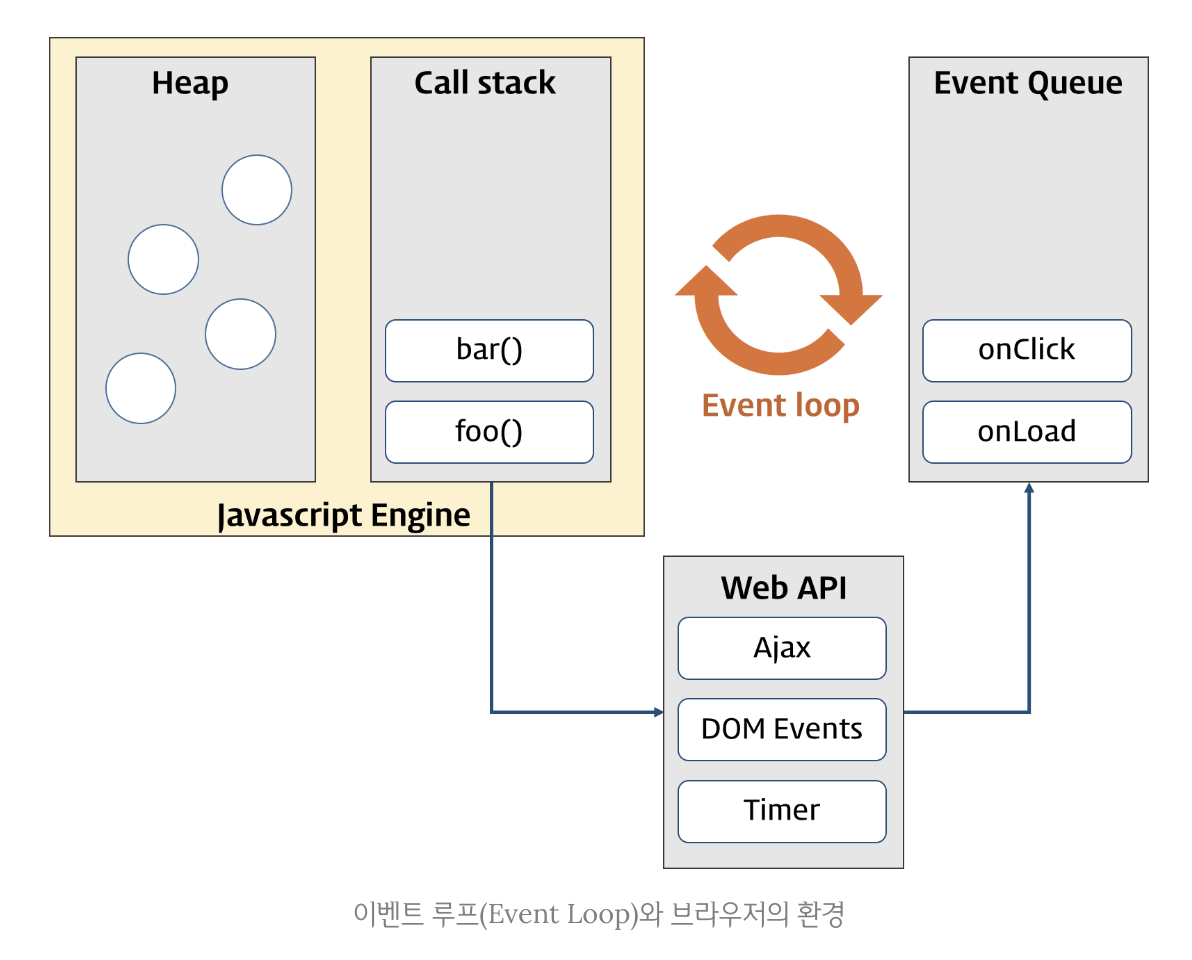 Heap
Call stack
bar()
foo()
Javascript Engine
Event loop
Event Queue
onClick
onLoad
Web API
Ajax
DOM Events
Timer
이벤트 루프(Event Loop)와 브라우저의 환경